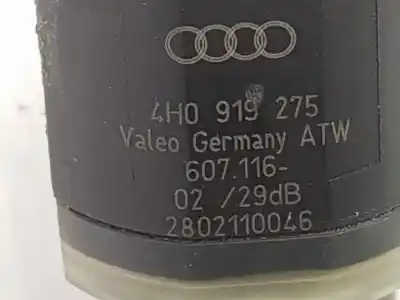 4H0 919 275
Valeo Germany ATW
607.116-
02 /29dB
2802110046